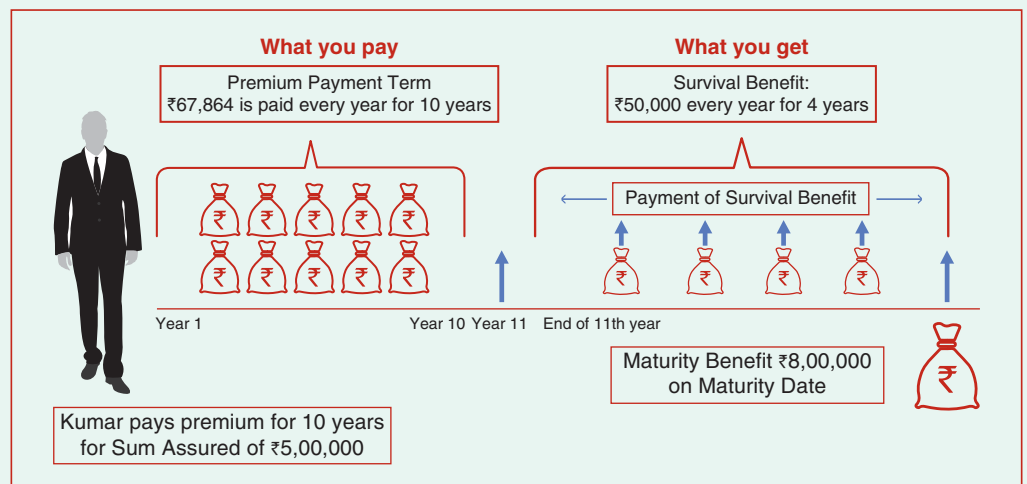 What you pay
Premium Payment Term
₹67,864 is paid every year for 10 years
What you get
Survival Benefit:
₹50,000 every year for 4 years
Payment of Survival Benefit
₹ ₹ ₹ ₹ ₹
₹ ₹ ₹ ₹ ₹
₹ ₹ ₹ ₹
Year 1
Year 10
Year 11
End of 11th year
Maturity Benefit ₹8,00,000
on Maturity Date
₹
Kumar pays premium for 10 years
for Sum Assured of ₹5,00,000